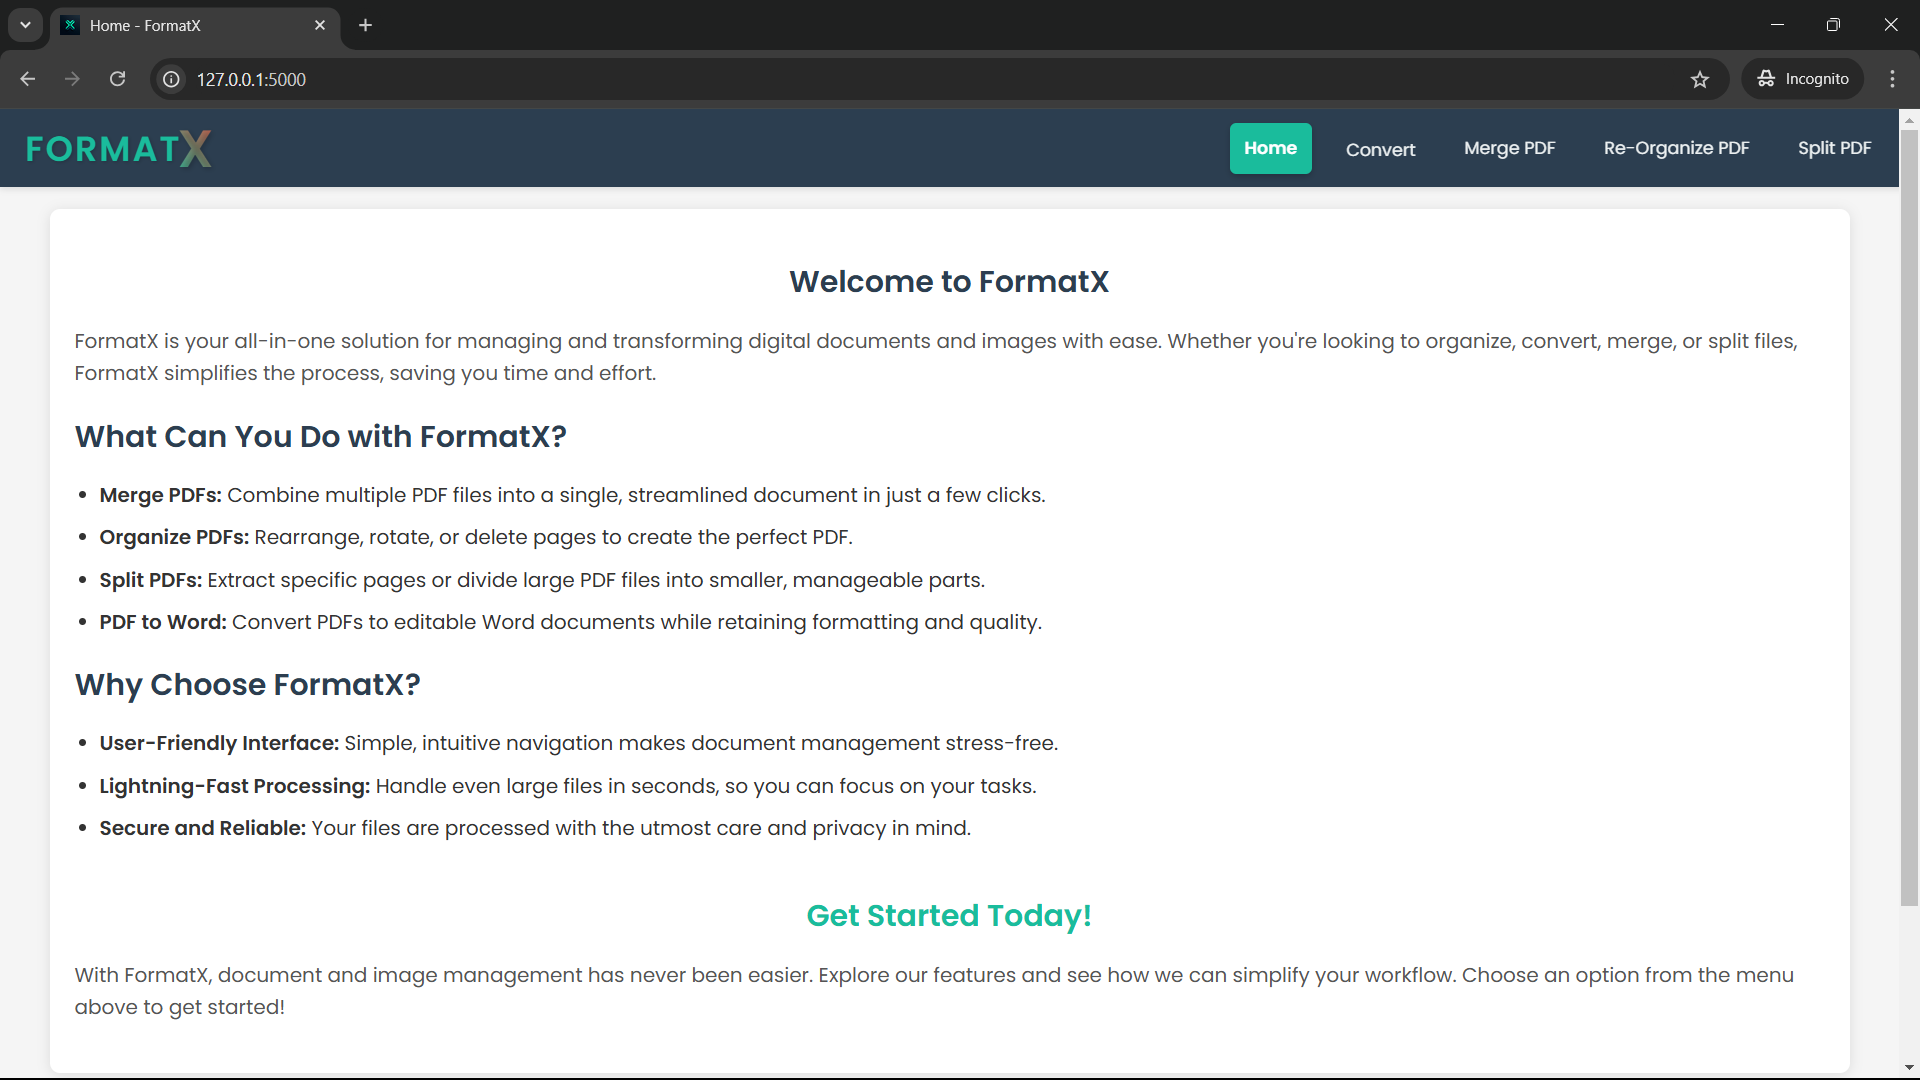 Home - FormatX
127.0.0.1:5000
Incognito
FORMATX
Home Convert Merge PDF Re-Organize PDF Split PDF
Welcome to FormatX
FormatX is your all-in-one solution for managing and transforming digital documents and images with ease. Whether you're looking to organize, convert, merge, or split files,
FormatX simplifies the process, saving you time and effort.
What Can You Do with FormatX?
• Merge PDFs: Combine multiple PDF files into a single, streamlined document in just a few clicks.
• Organize PDFs: Rearrange, rotate, or delete pages to create the perfect PDF.
• Split PDFs: Extract specific pages or divide large PDF files into smaller, manageable parts.
• PDF to Word: Convert PDFs to editable Word documents while retaining formatting and quality.
Why Choose FormatX?
• User-Friendly Interface: Simple, intuitive navigation makes document management stress-free.
• Lightning-Fast Processing: Handle even large files in seconds, so you can focus on your tasks.
• Secure and Reliable: Your files are processed with the utmost care and privacy in mind.
Get Started Today!
With FormatX, document and image management has never been easier. Explore our features and see how we can simplify your workflow. Choose an option from the menu
above to get started!